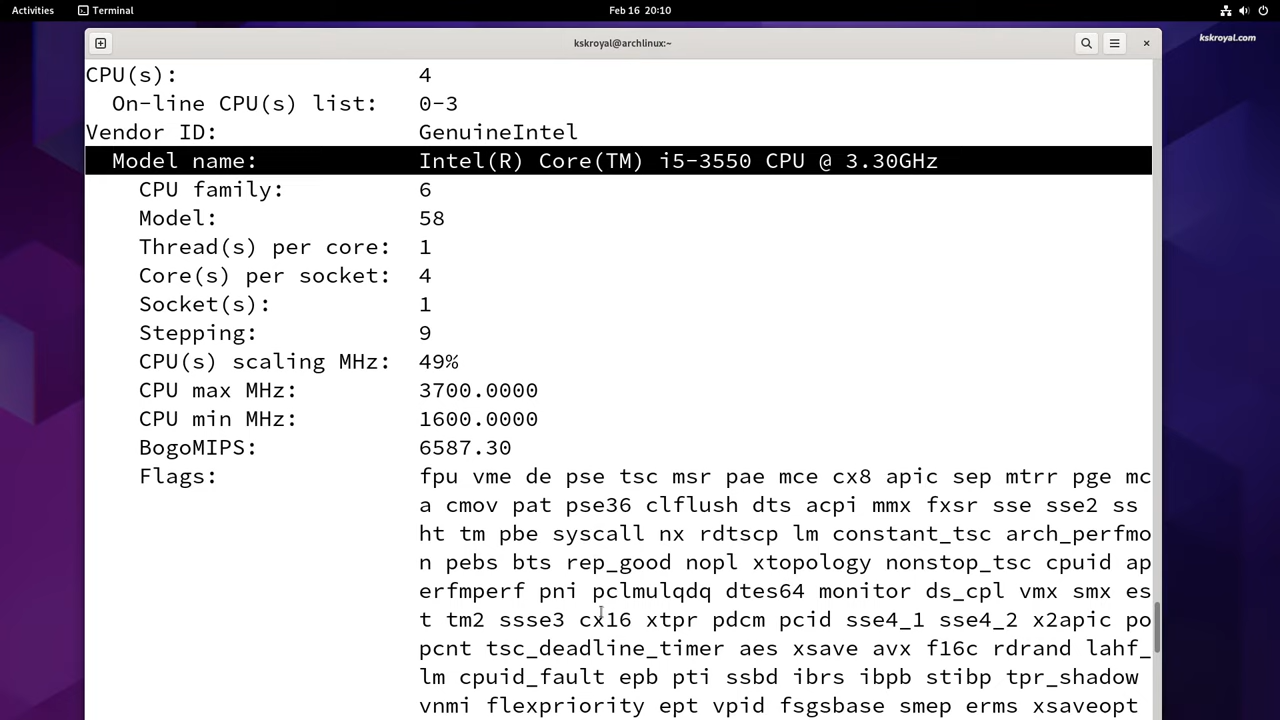 Activities Terminal Feb 16 20:10
kskroyal.com
kskroyal@archlinux:~
CPU(s): 4
On-line CPU(s) list: 0-3
Vendor ID: GenuineIntel
Model name: Intel(R) Core(TM) i5-3550 CPU @ 3.30GHz
CPU family: 6
Model: 58
Thread(s) per core: 1
Core(s) per socket: 4
Socket(s): 1
Stepping: 9
CPU(s) scaling MHz: 49%
CPU max MHz: 3700.0000
CPU min MHz: 1600.0000
BogoMIPS: 6587.30
Flags: fpu vme de pse tsc msr pae mce cx8 apic sep mtrr pge mc
a cmov pat pse36 clflush dts acpi mmx fxsr sse sse2 ss
ht tm pbe syscall nx rdtscp lm constant_tsc arch_perfmo
n pebs bts rep_good nopl xtopology nonstop_tsc cpuid ap
erfmperf pni pclmulqdq dtes64 monitor ds_cpl vmx smx es
t tm2 ssse3 cx16 xtpr pdcm pcid sse4_1 sse4_2 x2apic po
pcnt tsc_deadline_timer aes xsave avx f16c rdrand lahf_
lm cpuid_fault epb pti ssbd ibrs ibpb stibp tpr_shadow
vnmi flexpriority ept vpid fsgsbase smep erms xsaveopt